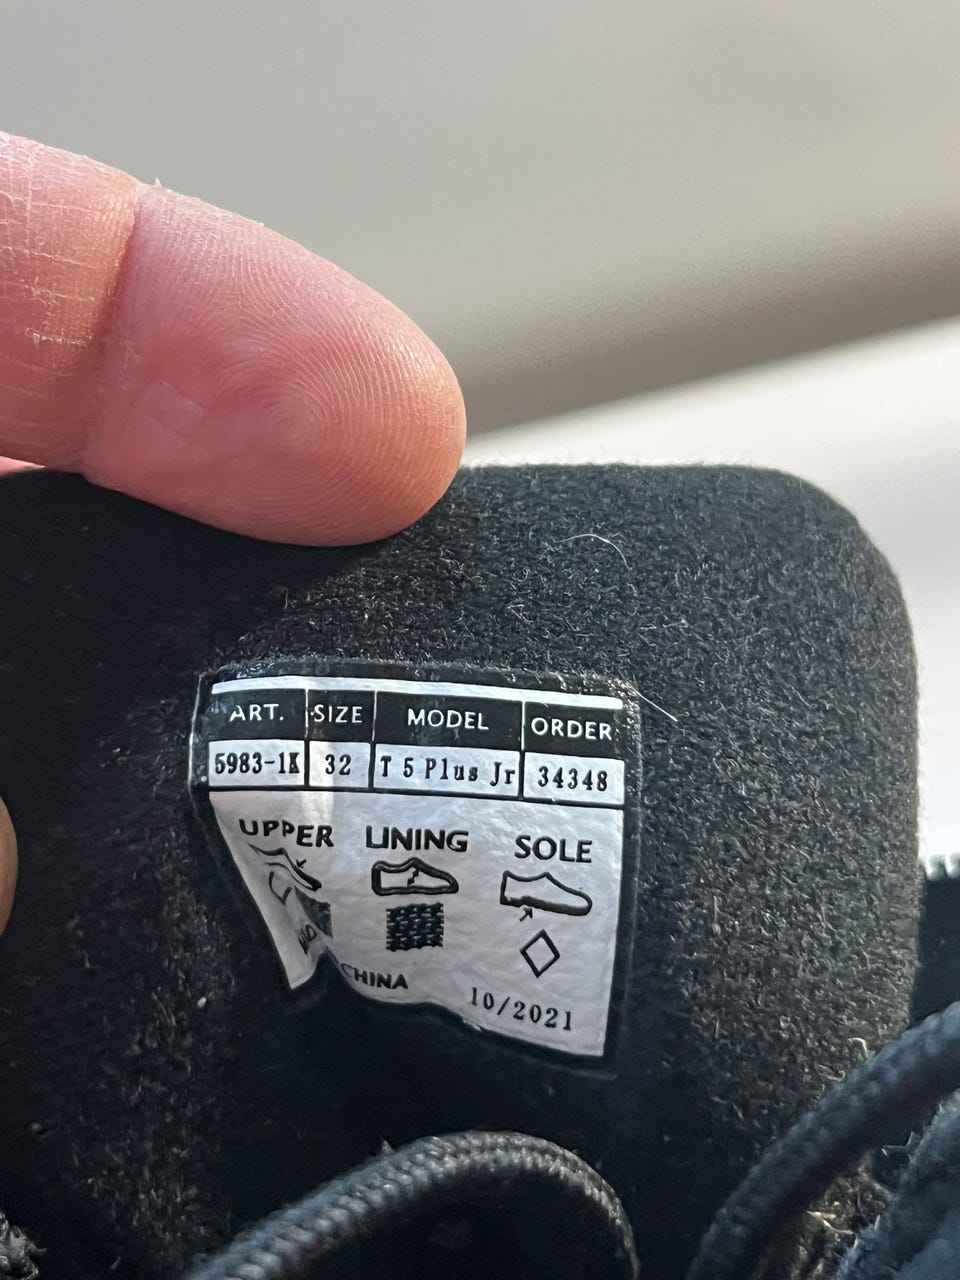 ART. SIZE MODEL ORDER
5983-1K 32 T 5 Plus Jr 34348
UPPER LINING SOLE
CHINA
10/2021